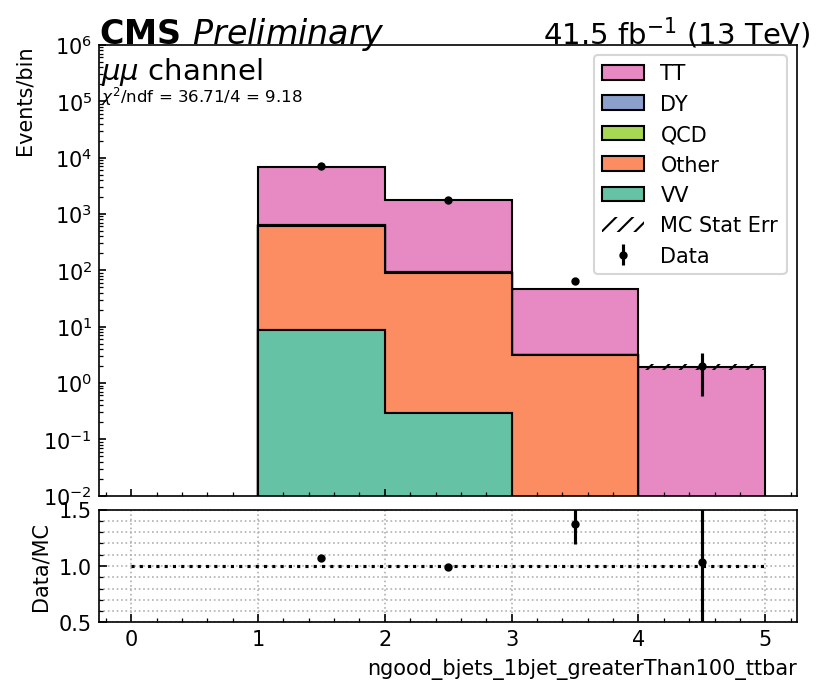 CMS Preliminary 41.5 fb⁻¹ (13 TeV)
Events/bin
μμ channel
χ²/ndf = 36.71/4 = 9.18
10⁶
10⁵
10⁴
10³
10²
10¹
10⁰
10⁻¹
10⁻²
TT
DY
QCD
Other
VV
MC Stat Err
Data
Data/MC
1.5
1.0
0.5
0 1 2 3 4 5
ngood_bjets_1bjet_greaterThan100_ttbar